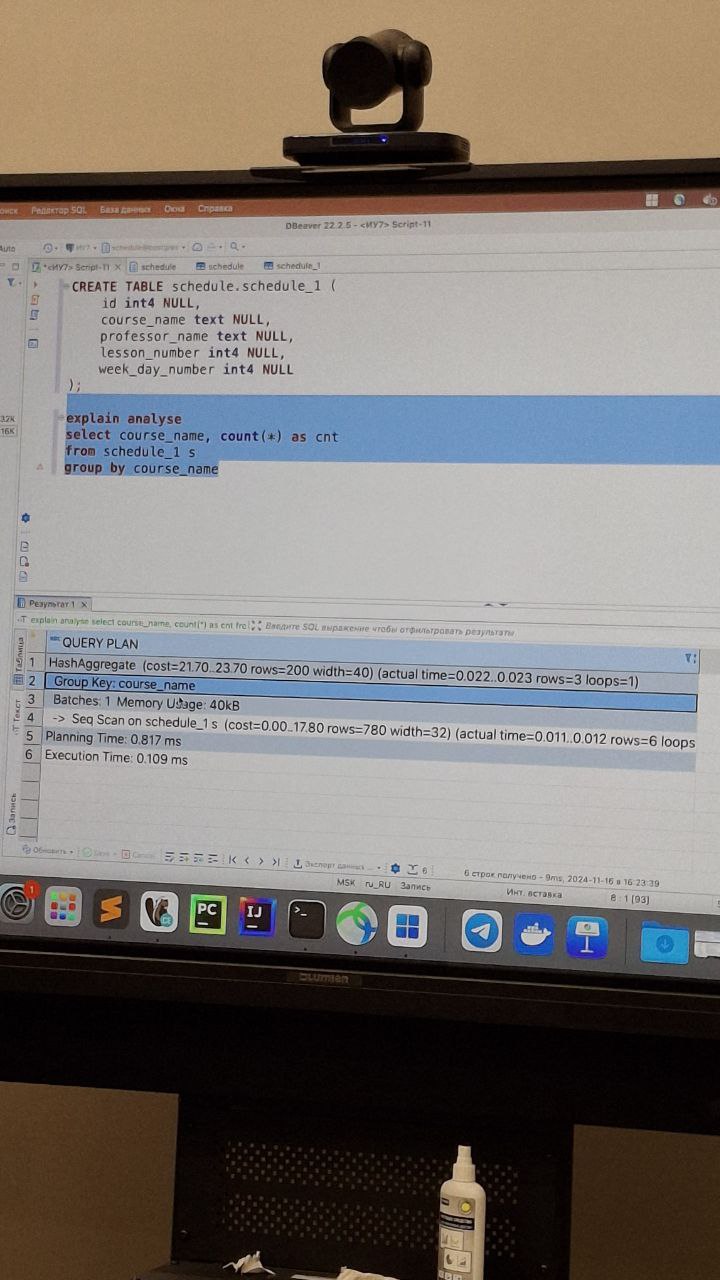 Редактор SQL База данных Окна Справка
DBeaver 22.2.5 - <ИУ7> Script-11
Auto
*<ИУ7> Script-11 schedule schedule schedule_1
CREATE TABLE schedule.schedule_1 (
id int4 NULL,
course_name text NULL,
professor_name text NULL,
lesson_number int4 NULL,
week_day_number int4 NULL
);
explain analyse
select course_name, count(*) as cnt
from schedule_1 s
group by course_name
Результат 1
explain analyse select course_name, count(*) as cnt frc Введите SQL выражение чтобы отфильтровать результаты
QUERY PLAN
1 HashAggregate (cost=21.70..23.70 rows=200 width=40) (actual time=0.022..0.023 rows=3 loops=1)
2 Group Key: course_name
3 Batches: 1 Memory Usage: 40kB
4 -> Seq Scan on schedule_1 s (cost=0.00..17.80 rows=780 width=32) (actual time=0.011..0.012 rows=6 loops
5 Planning Time: 0.817 ms
6 Execution Time: 0.109 ms
Таблица
Текст
Запись
Обновить Save Cancel Экспорт данных ... 6
6 строк получено - 9ms, 2024-11-16 в 16:23:39
MSK ru_RU Запись Инт. вставка 8 : 1 [93]
1
PC
IJ
Lumien